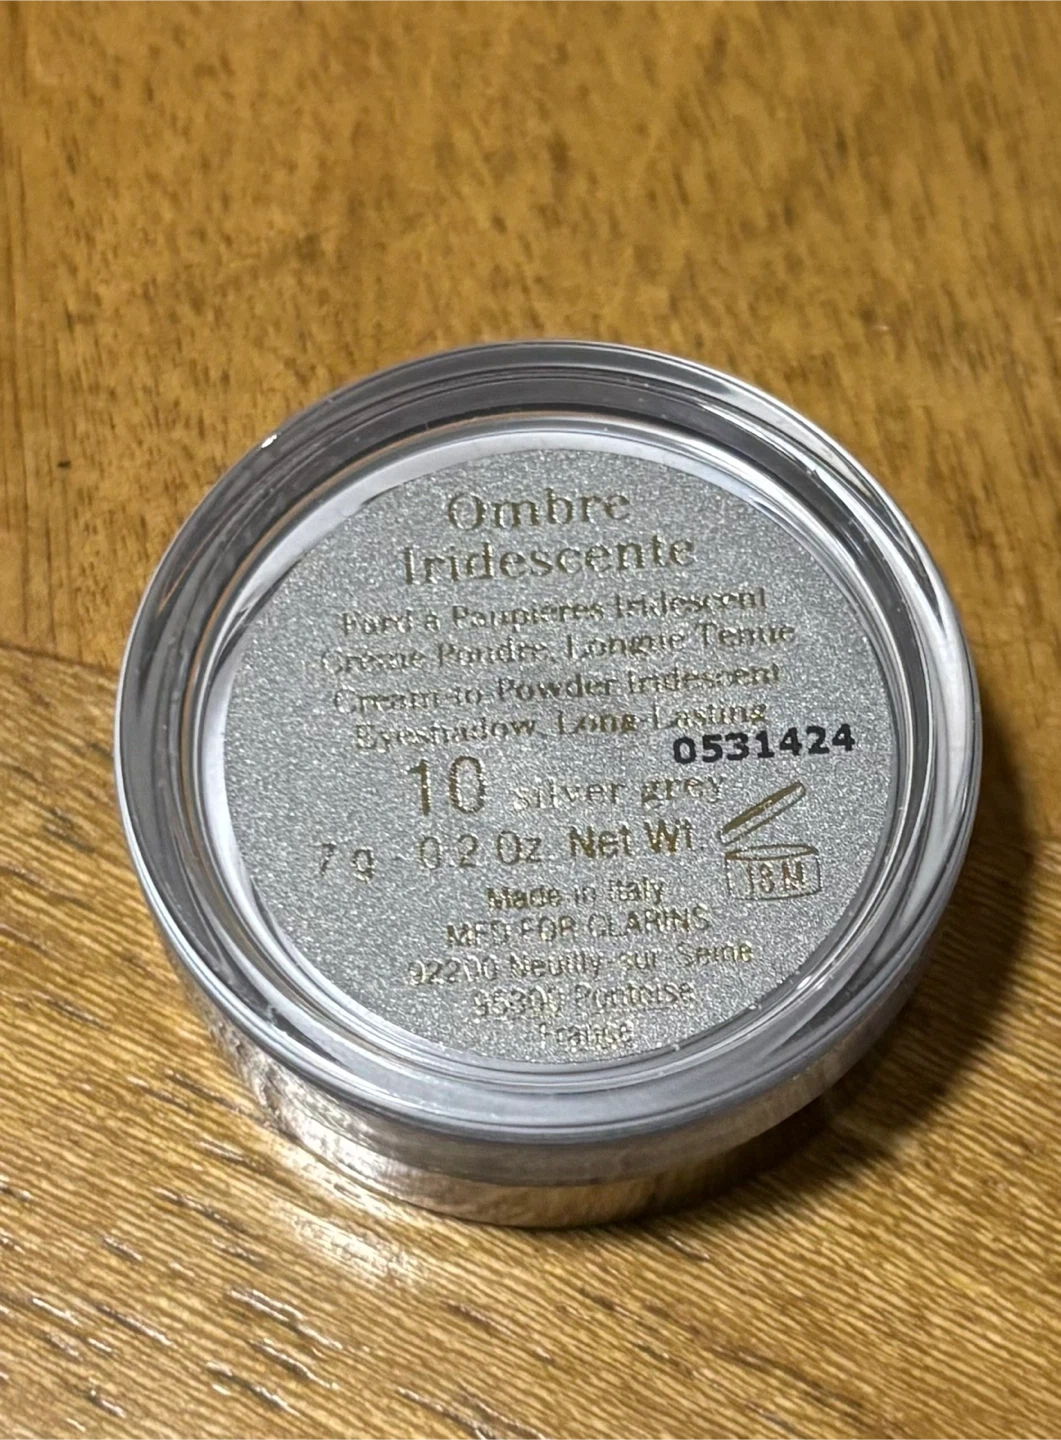 Ombre
Iridescente
Fard à Paupières Iridescent
Crème Poudre, Longue Tenue
Cream-to-Powder Iridescent
Eyeshadow, Long-Lasting
0531424
10 silver grey
7 g - 0.2 Oz. Net Wt.
18 M
Made in Italy
MFD FOR CLARINS
92200 Neuilly-sur-Seine
95300 Pontoise
France